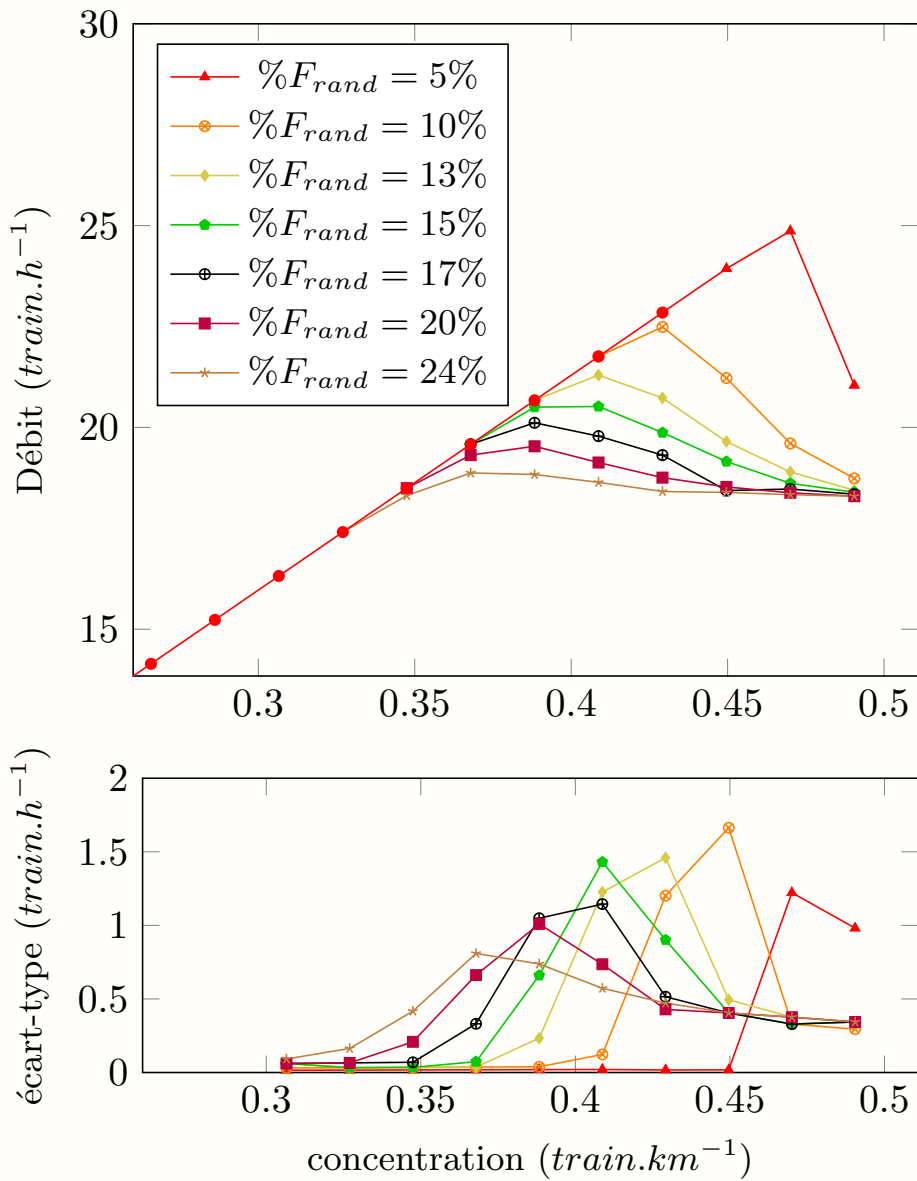 30
25
20
15
Débit (train.h⁻¹)
%F_rand = 5%
%F_rand = 10%
%F_rand = 13%
%F_rand = 15%
%F_rand = 17%
%F_rand = 20%
%F_rand = 24%
0.3 0.35 0.4 0.45 0.5
2
1.5
1
0.5
0
écart-type (train.h⁻¹)
0.3 0.35 0.4 0.45 0.5
concentration (train.km⁻¹)